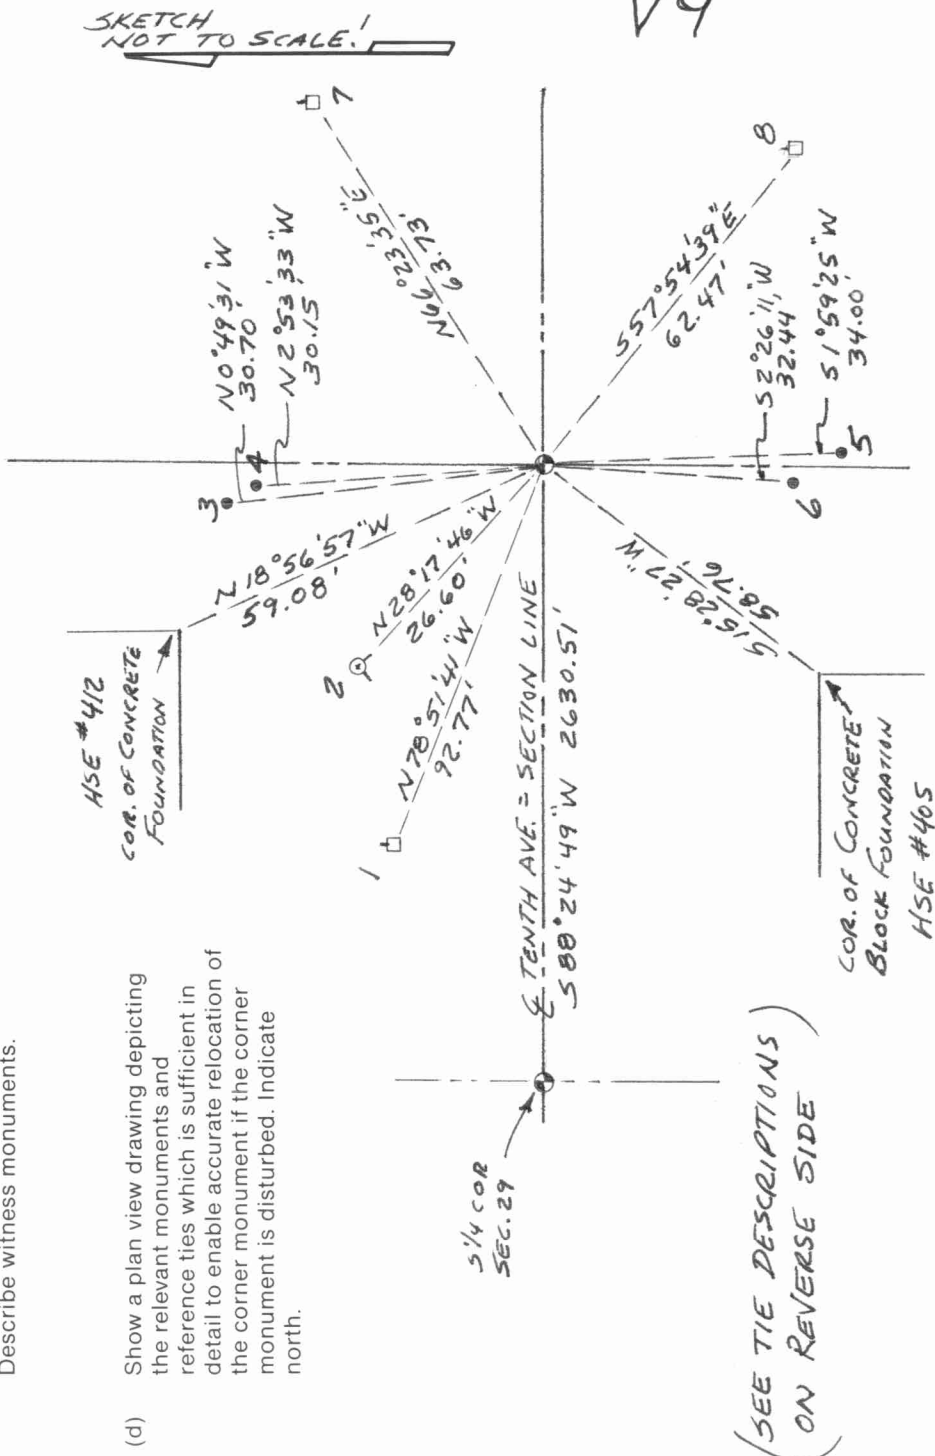 SKETCH
NOT TO SCALE!
V9
Describe witness monuments.
(d) Show a plan view drawing depicting
the relevant monuments and
reference ties which is sufficient in
detail to enable accurate relocation of
the corner monument if the corner
monument is disturbed. Indicate
north.
HSE #412
COR. OF CONCRETE
FOUNDATION
N 18°56'57"W
59.08'
3
4
N0°49'31"W
30.70'
N2°53'33"W
30.15'
7
N66°23'35"E
63.73'
2
N28°17'46"W
26.60'
1
N78°51'41"W
92.77'
℄ TENTH AVE. = SECTION LINE
S88°24'49"W 2630.51'
S1/4 COR
SEC. 29
8
S57°54'39"E
62.47'
S2°26'11"W
32.44'
S1°59'25"W
34.00'
5
6
S15°28'27"W
58.76'
COR. OF CONCRETE
BLOCK FOUNDATION
HSE #405
(SEE TIE DESCRIPTIONS
ON REVERSE SIDE)